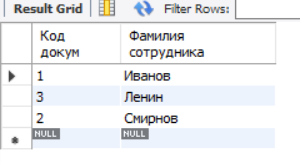 Result Grid Filter Rows:
Код докум Фамилия сотрудника
1 Иванов
3 Ленин
2 Смирнов
NULL NULL